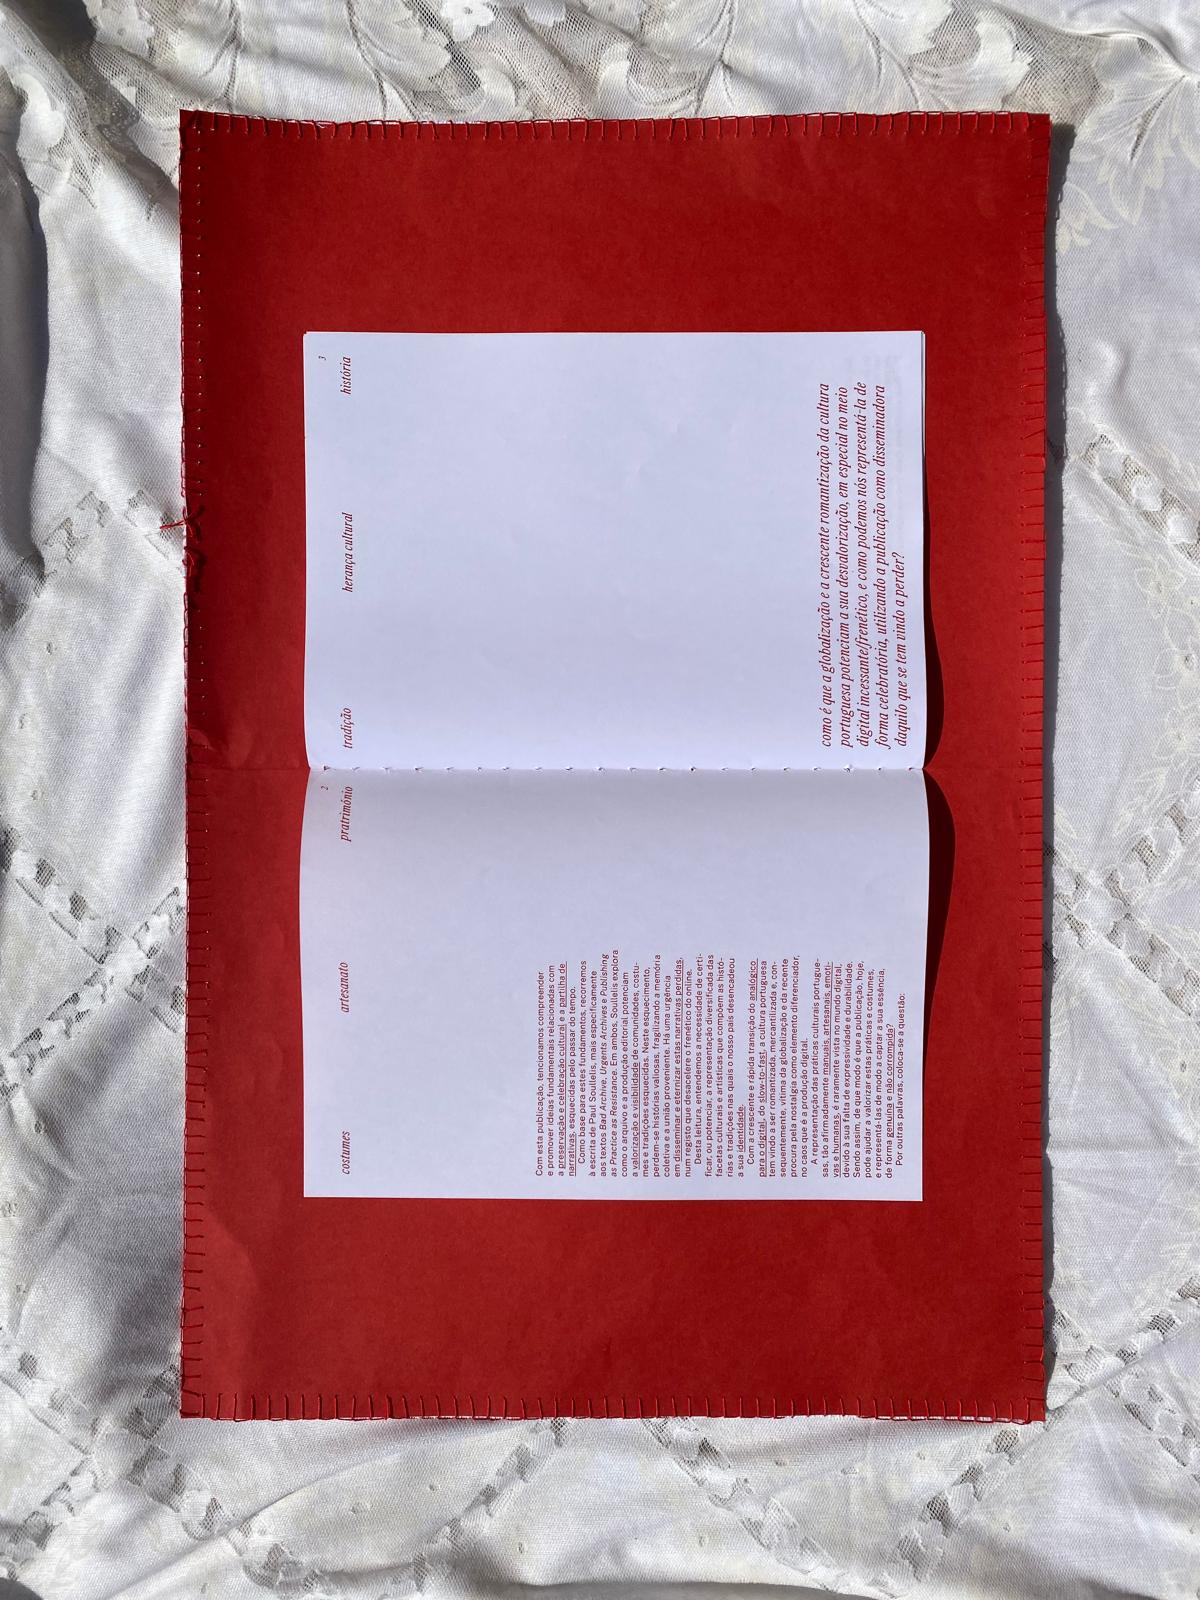 2
costumes artesanato pratrimónio
Com esta publicação, tencionamos compreender
e promover ideias fundamentais relacionadas com
a preservação e celebração cultural e a partilha de
narrativas, esquecidas pelo passar do tempo.
Como base para estes fundamentos, recorremos
à escrita de Paul Soullelis, mais especificamente
aos textos Bad Archive, Urgents Archives e Publishing
as Practice as Resistance. Em ambos, Soullelis explora
como o arquivo e a produção editorial potenciam
a valorização e visibilidade de comunidades, costu-
mes e tradições esquecidas. Neste esquecimento,
perdem-se histórias valiosas, fragilizando a memória
coletiva e a união proveniente. Há uma urgência
em disseminar e eternizar estas narrativas perdidas,
num registo que desacelere o frenético do online.
Desta leitura, entendemos a necessidade de certi-
ficar, ou potenciar, a representação diversificada das
facetas culturais e artísticas que compõem as histó-
rias e tradições nas quais o nosso país desencadeou
a sua identidade.
Com a crescente e rápida transição do analógico
para o digital, do slow-to-fast, a cultura portuguesa
tem vindo a ser romantizada, mercantilizada e, con-
sequentemente, vítima da globalização e da recente
procura pela nostalgia como elemento diferenciador,
no caos que é a produção digital.
A representação das práticas culturais portugue-
sas, tão afirmadamente manuais, artesanais, emoti-
vas e humanas, é raramente vista no mundo digital,
devido à sua falta de expressividade e durabilidade.
Sendo assim, de que modo é que a publicação, hoje,
pode ajudar a valorizar estas práticas e costumes,
e representá-las de modo a captar a sua essência,
de forma genuína e não corrompida?
Por outras palavras, coloca-se a questão:
3
tradição herança cultural história
como é que a globalização e a crescente romantização da cultura
portuguesa potenciam a sua desvalorização, em especial no meio
digital incessante/frenético, e como podemos nós representá-la de
forma celebratória, utilizando a publicação como disseminadora
daquilo que se tem vindo a perder?